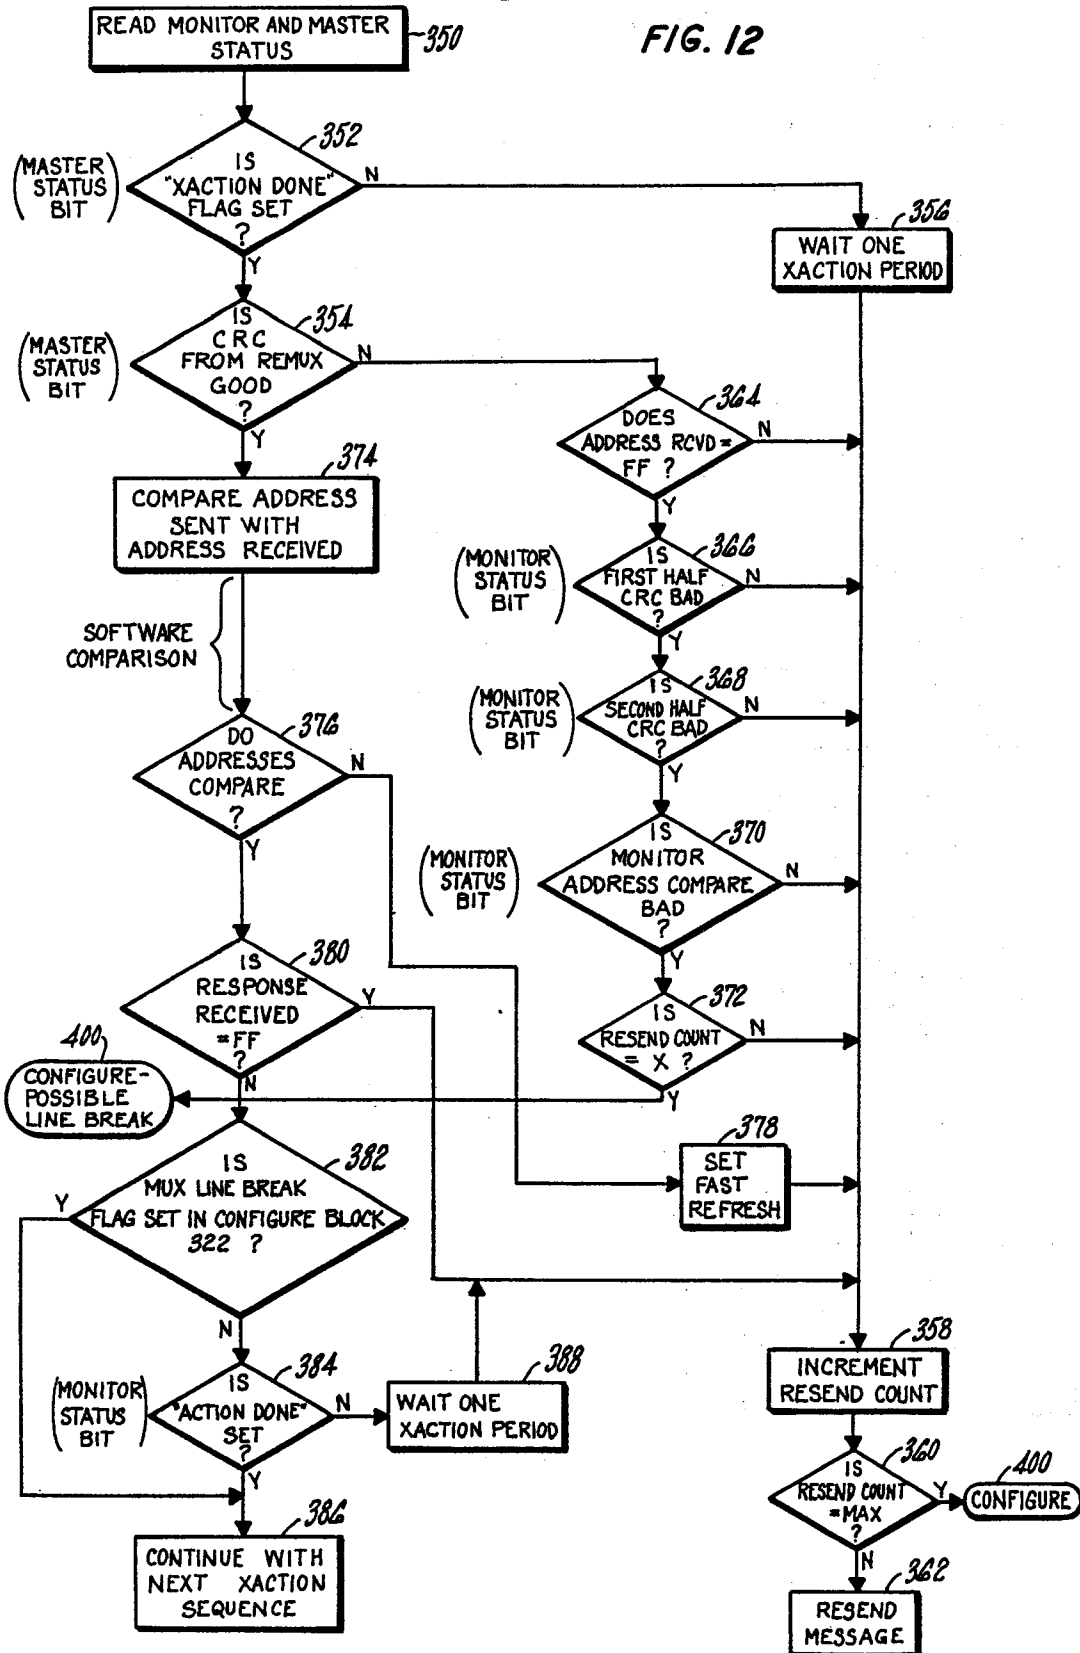 FIG. 12
READ MONITOR AND MASTER
STATUS
350
352
(MASTER
STATUS
BIT)
IS
"XACTION DONE"
FLAG SET
?
N
Y
356
WAIT ONE
XACTION PERIOD
354
(MASTER
STATUS
BIT)
IS
CRC
FROM REMUX
GOOD
?
N
Y
364
DOES
ADDRESS RCVD =
FF ?
N
Y
374
COMPARE ADDRESS
SENT WITH
ADDRESS RECEIVED
366
(MONITOR
STATUS
BIT)
IS
FIRST HALF
CRC BAD
?
N
Y
SOFTWARE
COMPARISON
368
(MONITOR
STATUS
BIT)
IS
SECOND HALF
CRC BAD
?
N
Y
376
DO
ADDRESSES
COMPARE
?
N
Y
370
(MONITOR
STATUS
BIT)
IS
MONITOR
ADDRESS COMPARE
BAD
?
N
Y
380
IS
RESPONSE
RECEIVED
=FF
?
Y
N
372
IS
RESEND COUNT
= X ?
N
Y
400
CONFIGURE-
POSSIBLE
LINE BREAK
378
SET
FAST
REFRESH
382
IS
MUX LINE BREAK
FLAG SET IN CONFIGURE BLOCK
322 ?
Y
N
384
(MONITOR
STATUS
BIT)
IS
"ACTION DONE"
SET
?
N
Y
388
WAIT ONE
XACTION PERIOD
358
INCREMENT
RESEND COUNT
360
IS
RESEND COUNT
=MAX
?
Y
N
400
CONFIGURE
386
CONTINUE WITH
NEXT XACTION
SEQUENCE
362
RESEND
MESSAGE